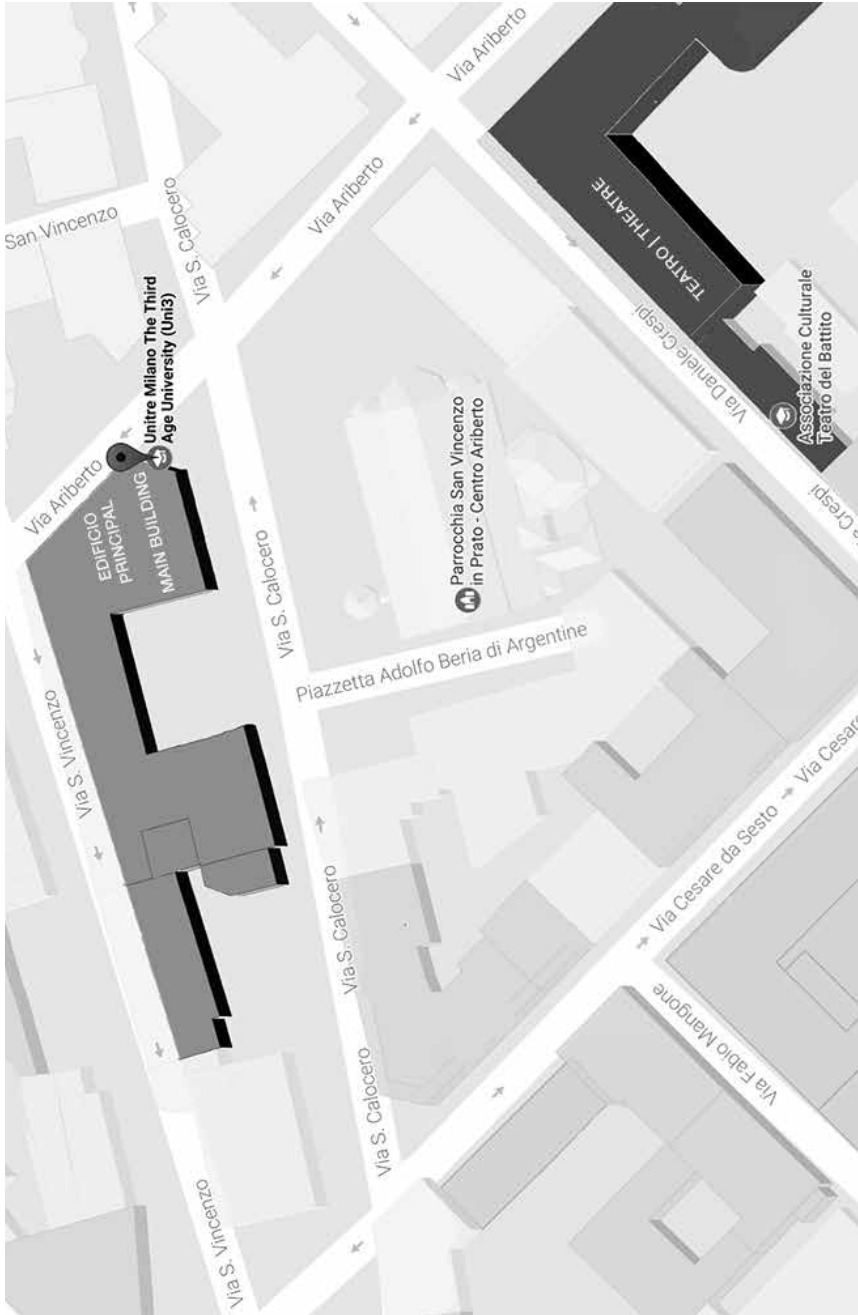 San Vincenzo
Via S. Calocero
Via Ariberto
Via Ariberto
Via Ariberto
Unitre Milano The Third
Age University (Uni3)
EDIFICIO
PRINCIPAL
MAIN BUILDING
TEATRO / THEATRE
Via Daniele Crespi
Associazione Culturale
Teatro del Battito
Crespi
Parrocchia San Vincenzo
in Prato - Centro Ariberto
Via S. Calocero
Piazzetta Adolfo Beria di Argentine
Via S. Vincenzo
Via S. Calocero
Via Cesare da Sesto
Via Cesare
Via Fabio Mangone
Via S. Calocero
Via S. Vincenzo